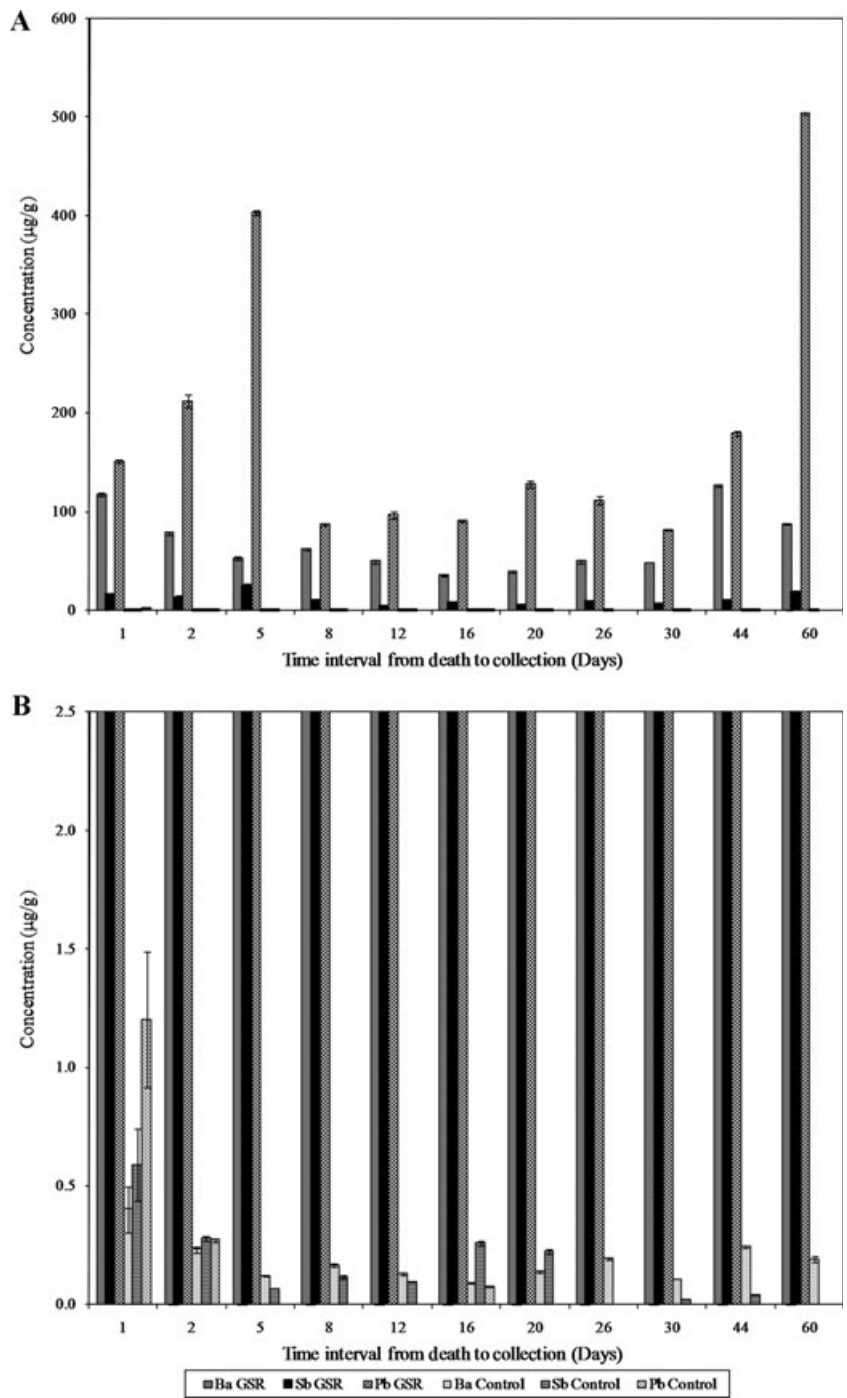 A
600
500
400
300
200
100
0
Concentration (µg/g)
1 2 5 8 12 16 20 26 30 44 60
Time interval from death to collection (Days)
B
2.5
2.0
1.5
1.0
0.5
0.0
Concentration (µg/g)
1 2 5 8 12 16 20 26 30 44 60
Time interval from death to collection (Days)
Ba GSR Sb GSR Pb GSR Ba Control Sb Control Pb Control